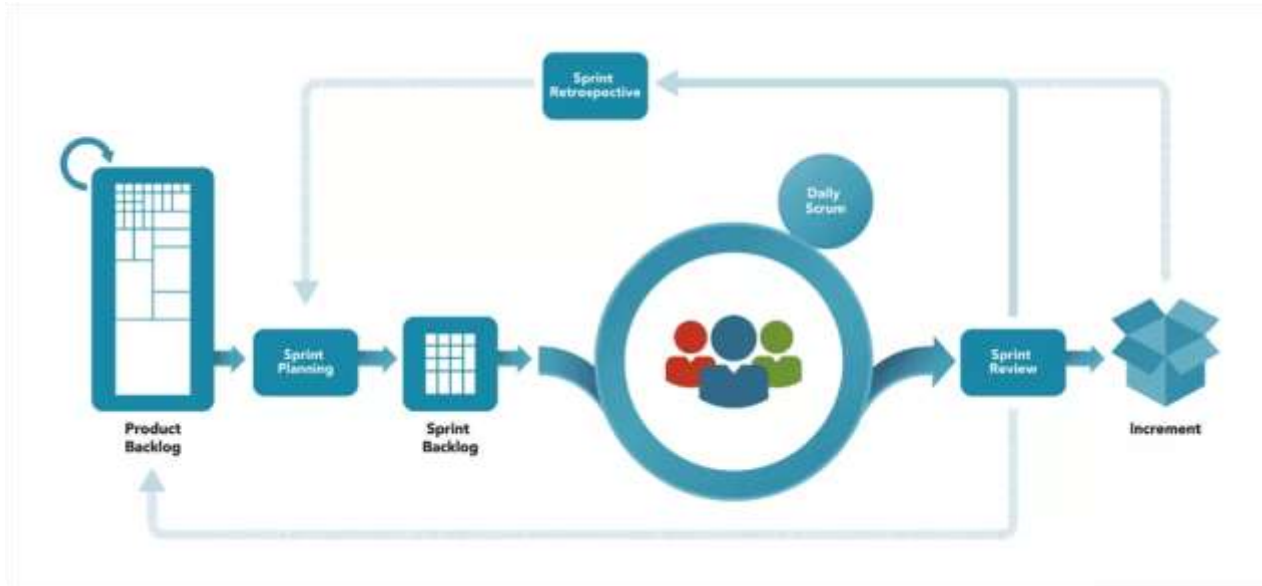 Sprint
Retrospective
Daily
Scrum
Sprint
Planning
Sprint
Review
Product
Backlog
Sprint
Backlog
Increment